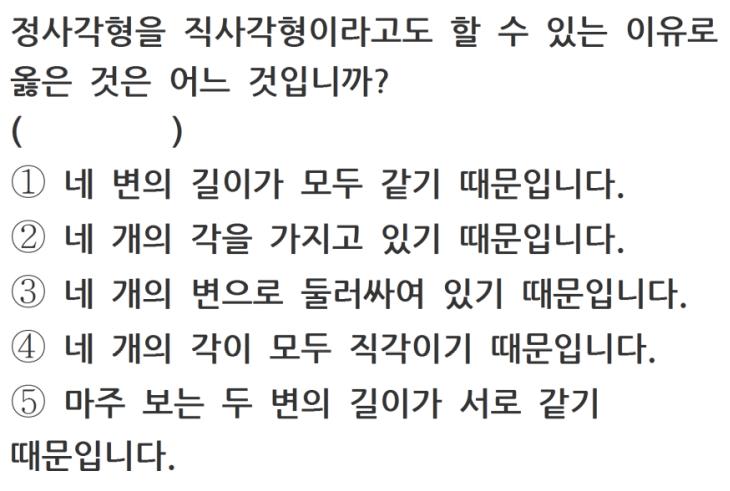 정사각형을 직사각형이라고도 할 수 있는 이유로
옳은 것은 어느 것입니까?
(          )
① 네 변의 길이가 모두 같기 때문입니다.
② 네 개의 각을 가지고 있기 때문입니다.
③ 네 개의 변으로 둘러싸여 있기 때문입니다.
④ 네 개의 각이 모두 직각이기 때문입니다.
⑤ 마주 보는 두 변의 길이가 서로 같기
때문입니다.